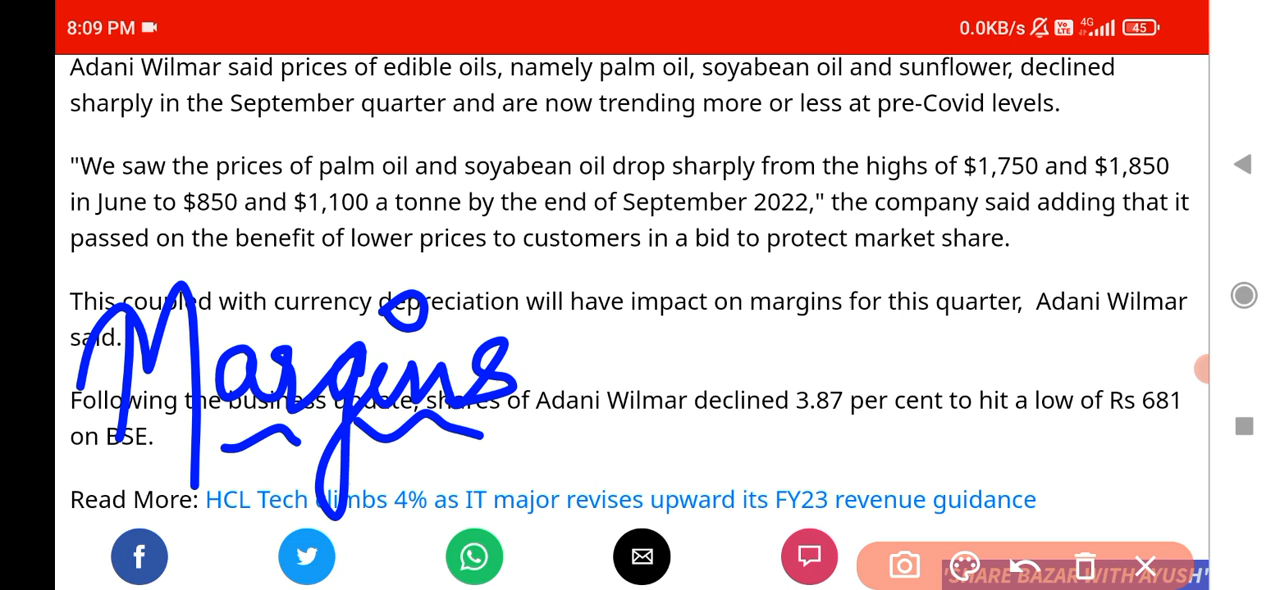 8:09 PM 0.0KB/s Vo LTE 4G 45
Adani Wilmar said prices of edible oils, namely palm oil, soyabean oil and sunflower, declined
sharply in the September quarter and are now trending more or less at pre-Covid levels.
"We saw the prices of palm oil and soyabean oil drop sharply from the highs of $1,750 and $1,850
in June to $850 and $1,100 a tonne by the end of September 2022," the company said adding that it
passed on the benefit of lower prices to customers in a bid to protect market share.
This coupled with currency depreciation will have impact on margins for this quarter, Adani Wilmar
said.
Margins
Following the business update, shares of Adani Wilmar declined 3.87 per cent to hit a low of Rs 681
on BSE.
Read More: HCL Tech climbs 4% as IT major revises upward its FY23 revenue guidance
'SHARE BAZAR WITH AYUSH'